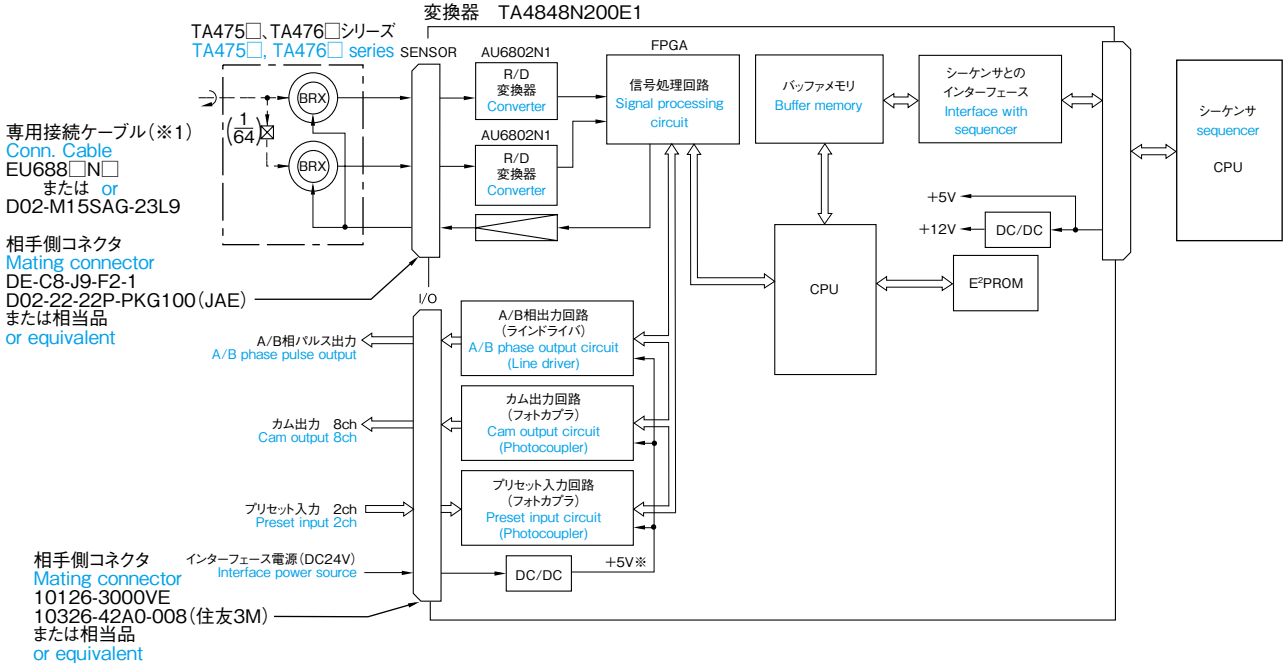 変換器 TA4848N200E1
TA475□、TA476□シリーズ
TA475□, TA476□ series
SENSOR
BRX
(1/64)
BRX
専用接続ケーブル(※1)
Conn. Cable
EU688□N□
または or
D02-M15SAG-23L9
相手側コネクタ
Mating connector
DE-C8-J9-F2-1
D02-22-22P-PKG100(JAE)
または相当品
or equivalent
AU6802N1
R/D
変換器
Converter
AU6802N1
R/D
変換器
Converter
FPGA
信号処理回路
Signal processing
circuit
バッファメモリ
Buffer memory
シーケンサとの
インターフェース
Interface with
sequencer
シーケンサ
sequencer
CPU
+5V
+12V
DC/DC
CPU
E²PROM
I/O
A/B相パルス出力
A/B phase pulse output
A/B相出力回路
(ラインドライバ)
A/B phase output circuit
(Line driver)
カム出力 8ch
Cam output 8ch
カム出力回路
(フォトカプラ)
Cam output circuit
(Photocoupler)
プリセット入力 2ch
Preset input 2ch
プリセット入力回路
(フォトカプラ)
Preset input circuit
(Photocoupler)
インターフェース電源(DC24V)
Interface power source
DC/DC
+5V※
相手側コネクタ
Mating connector
10126-3000VE
10326-42A0-008(住友3M)
または相当品
or equivalent